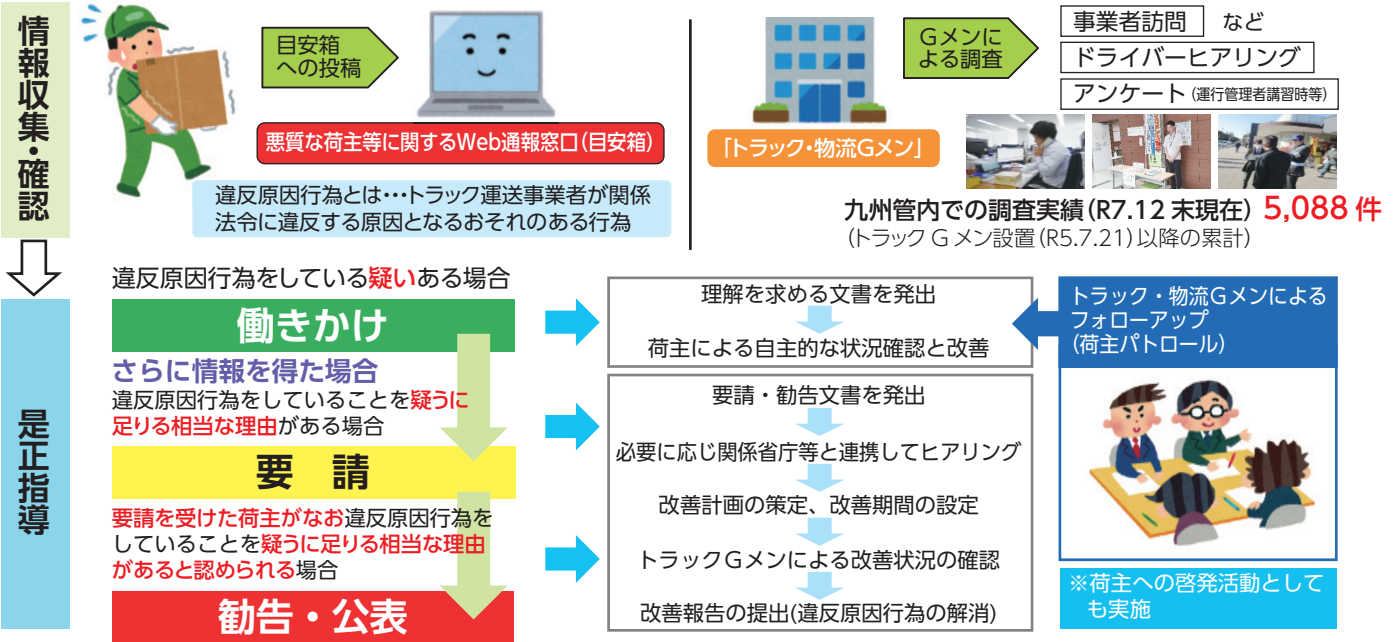 情報収集・確認
目安箱
への投稿
悪質な荷主等に関するWeb通報窓口(目安箱)
違反原因行為とは…トラック運送事業者が関係
法令に違反する原因となるおそれのある行為
「トラック・物流Gメン」
Gメンに
よる調査
事業者訪問 など
ドライバーヒアリング
アンケート(運行管理者講習時等)
九州管内での調査実績(R7.12末現在) 5,088件
(トラックGメン設置(R5.7.21)以降の累計)
是正指導
違反原因行為をしている疑いある場合
働きかけ
さらに情報を得た場合
違反原因行為をしていることを疑うに
足りる相当な理由がある場合
要 請
要請を受けた荷主がなお違反原因行為を
していることを疑うに足りる相当な理由
があると認められる場合
勧告・公表
理解を求める文書を発出
荷主による自主的な状況確認と改善
要請・勧告文書を発出
必要に応じ関係省庁等と連携してヒアリング
改善計画の策定、改善期間の設定
トラックGメンによる改善状況の確認
改善報告の提出(違反原因行為の解消)
トラック・物流Gメンによる
フォローアップ
(荷主パトロール)
※荷主への啓発活動として
も実施